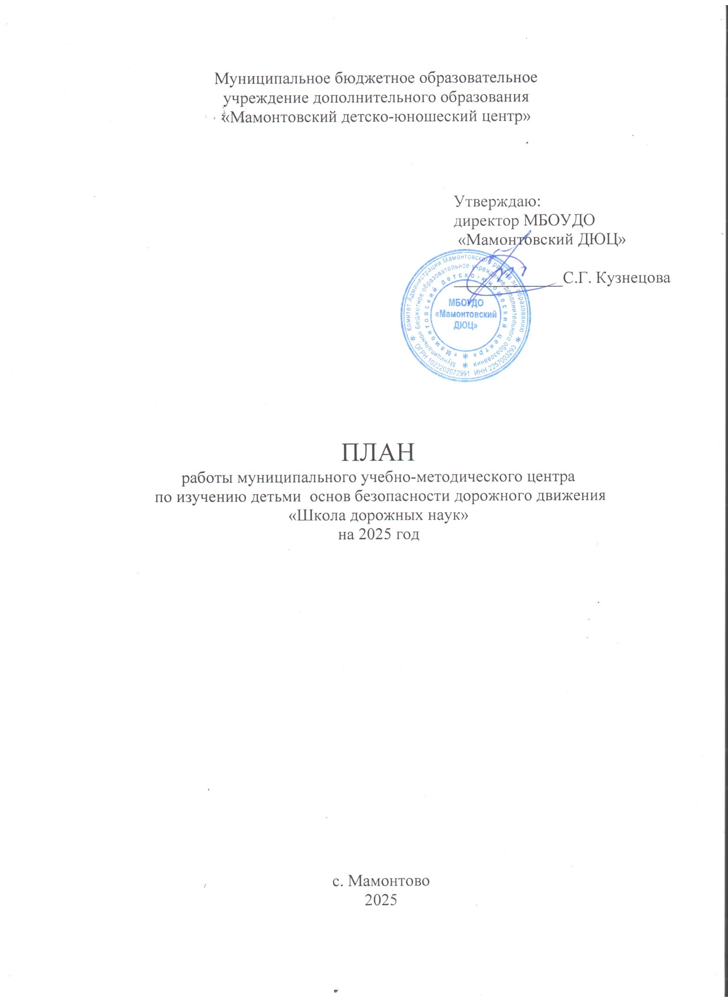 Муниципальное бюджетное образовательное
учреждение дополнительного образования
«Мамонтовский детско-юношеский центр»
Утверждаю:
директор МБОУДО
«Мамонтовский ДЮЦ»
С.Г. Кузнецова
Комитет Администрации Мамонтовского района по образованию
ОГРН 1022202072991 ИНН 2257003293
Муниципальное бюджетное образовательное учреждение дополнительного образования
«Мамонтовский детско-юношеский центр»
МБОУДО
«Мамонтовский
ДЮЦ»
ПЛАН
работы муниципального учебно-методического центра
по изучению детьми основ безопасности дорожного движения
«Школа дорожных наук»
на 2025 год
с. Мамонтово
2025